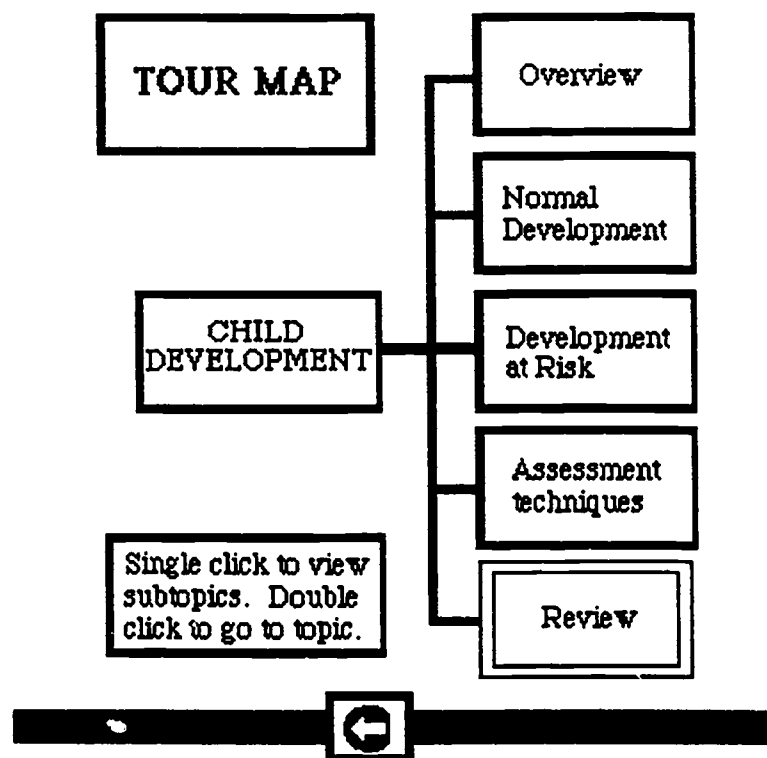 TOUR MAP
Overview
Normal
Development
CHILD
DEVELOPMENT
Development
at Risk
Assessment
techniques
Single click to view
subtopics. Double
click to go to topic.
Review